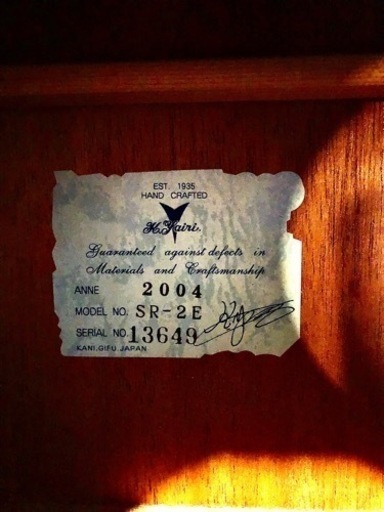 EST. 1935
HAND CRAFTED
K.Yairi.
Guaranteed against defects in
Materials and Craftsmanship
ANNE 2004
MODEL NO. SR-2E
SERIAL NO. 13649
KANI, GIFU, JAPAN